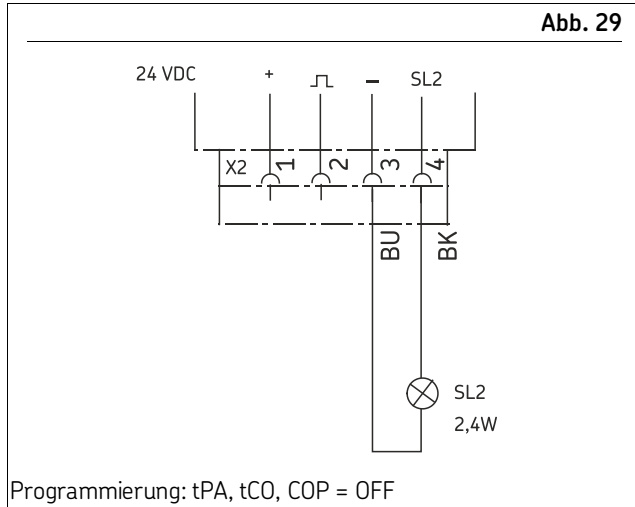 Abb. 29
24 VDC + ⎍ – SL2
X2 1 2 3 4
BU BK
SL2
2,4W
Programmierung: tPA, tCO, COP = OFF